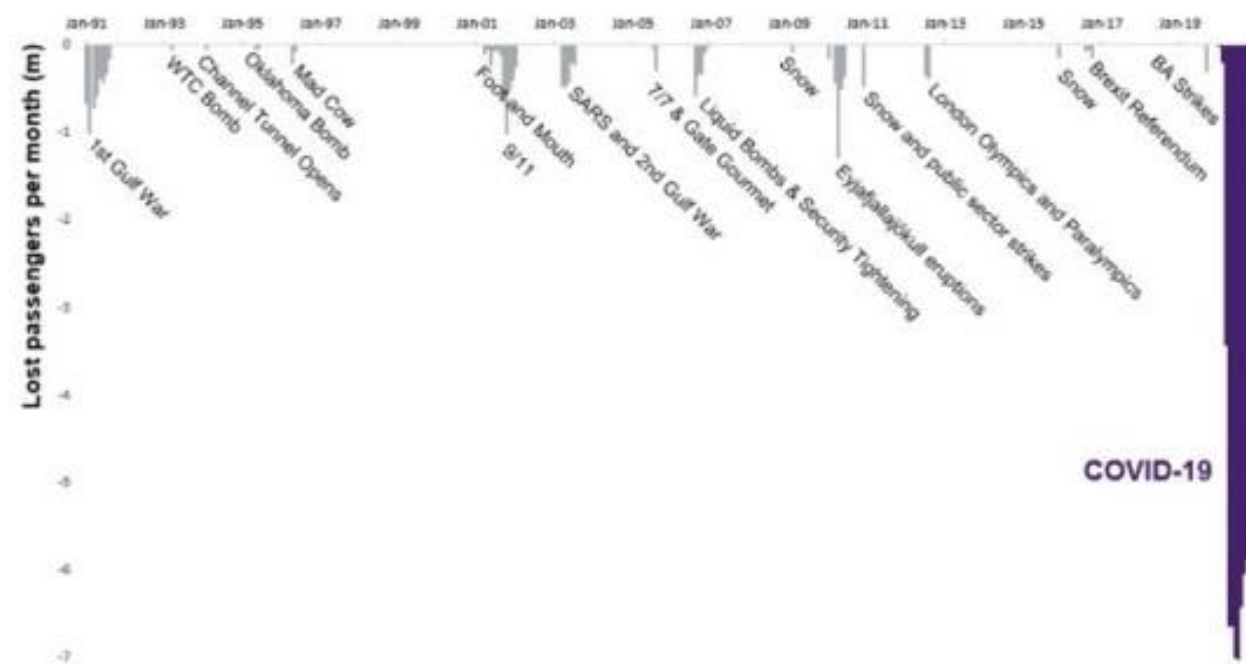 Jan-91 Jan-93 Jan-95 Jan-97 Jan-99 Jan-01 Jan-03 Jan-05 Jan-07 Jan-09 Jan-11 Jan-13 Jan-15 Jan-17 Jan-19
Lost passengers per month (m)
0
-1
-2
-3
-4
-5
-6
-7
1st Gulf War
WTC Bomb
Channel Tunnel Opens
Oklahoma Bomb
Mad Cow
Foot and Mouth
9/11
SARS and 2nd Gulf War
7/7 & Gate Gourmet
Liquid Bombs & Security Tightening
Snow
Eyjafjallajökull eruptions
Snow and public sector strikes
London Olympics and Paralympics
Snow
Brexit Referendum
BA Strikes
COVID-19